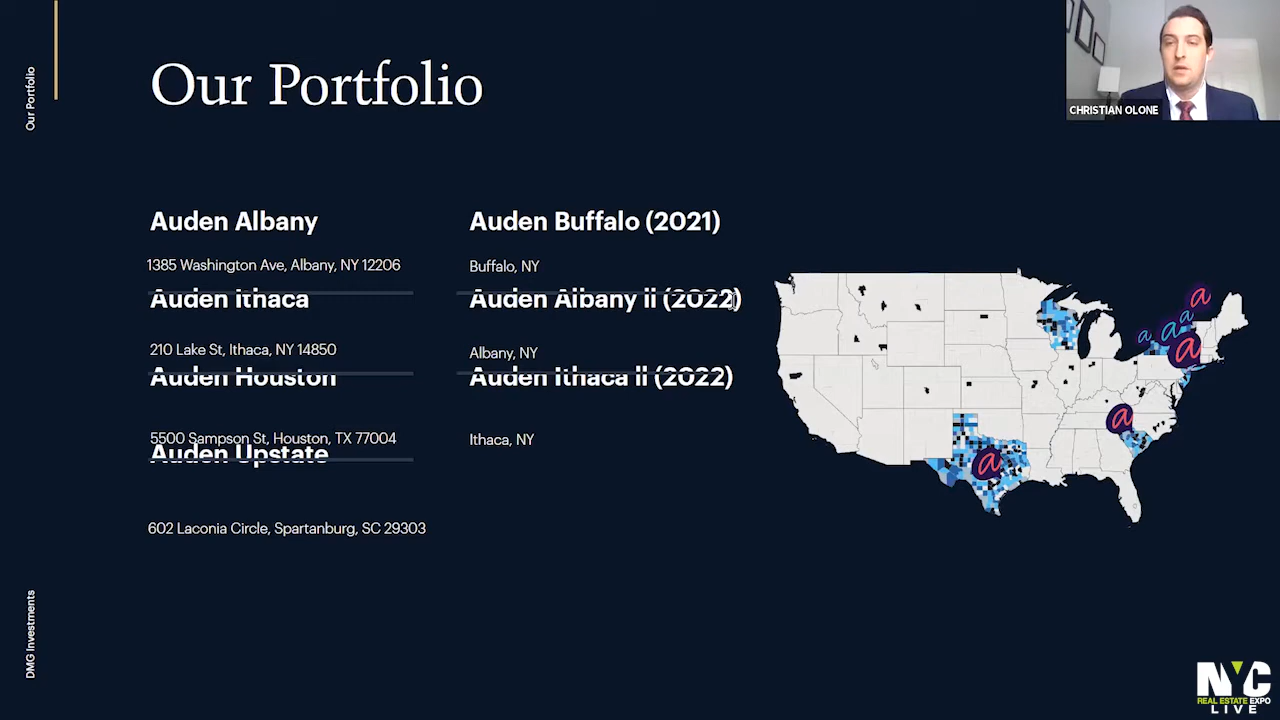 Our Portfolio
Our Portfolio
CHRISTIAN OLONE
Auden Albany
1385 Washington Ave, Albany, NY 12206
Auden Ithaca
210 Lake St, Ithaca, NY 14850
Auden Houston
5500 Sampson St, Houston, TX 77004
Auden Upstate
602 Laconia Circle, Spartanburg, SC 29303
Auden Buffalo (2021)
Buffalo, NY
Auden Albany II (2022)
Albany, NY
Auden Ithaca II (2022)
Ithaca, NY
a
a
a
a
a
a
a
DMG Investments
NYC
REAL ESTATE EXPO
LIVE